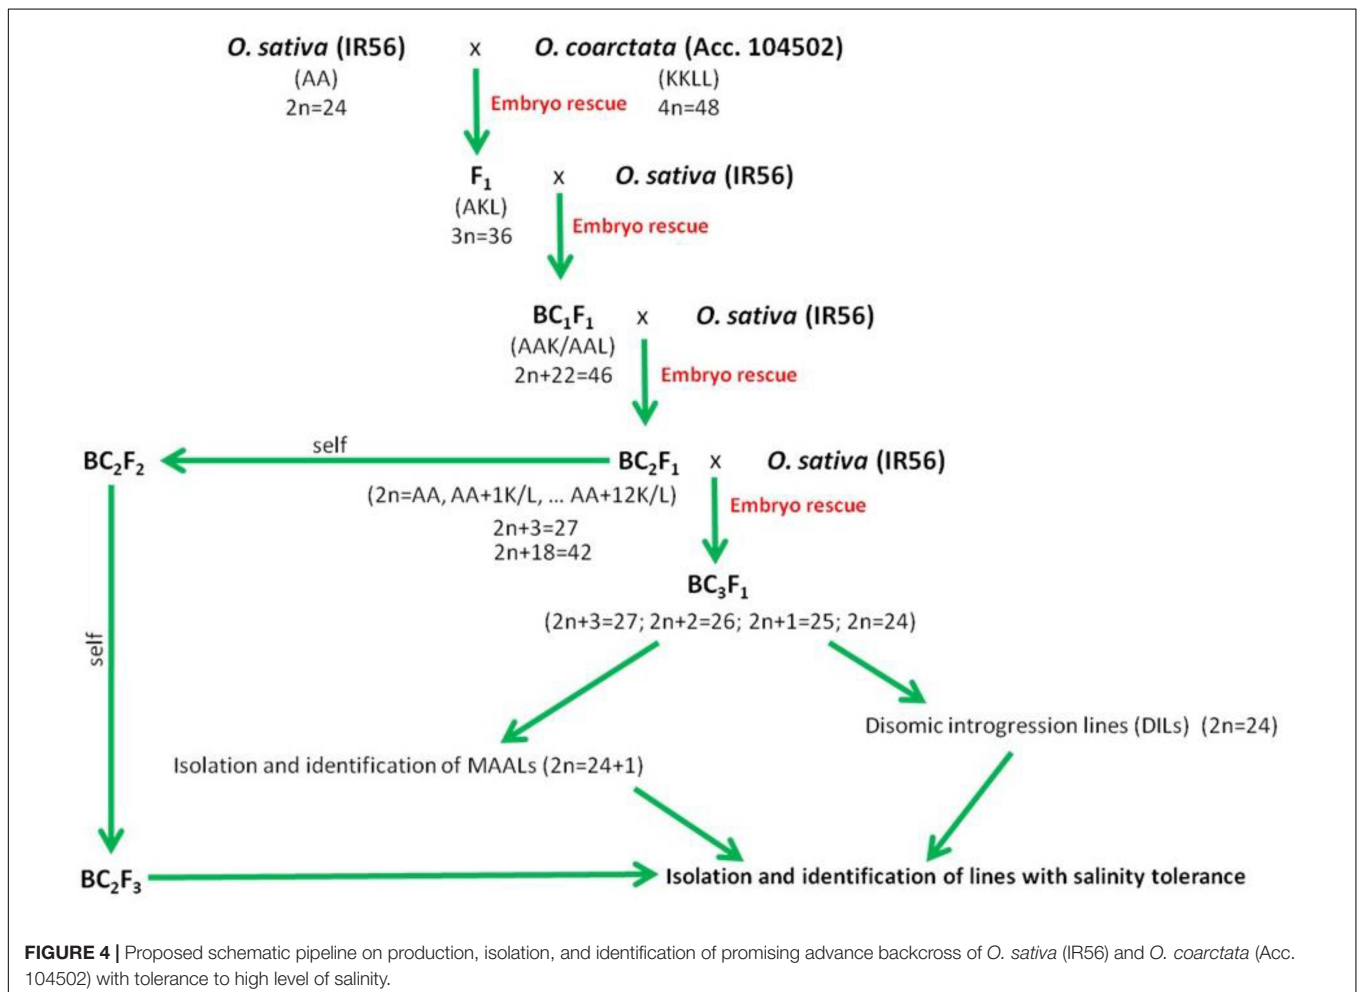 O. sativa (IR56) x O. coarctata (Acc. 104502)
(AA) (KKLL)
2n=24 Embryo rescue 4n=48
F₁ x O. sativa (IR56)
(AKL)
3n=36 Embryo rescue
BC₁F₁ x O. sativa (IR56)
(AAK/AAL)
2n+22=46 Embryo rescue
BC₂F₂ self BC₂F₁ x O. sativa (IR56)
(2n=AA, AA+1K/L, ... AA+12K/L)
Embryo rescue
2n+3=27
2n+18=42
BC₃F₁
(2n+3=27; 2n+2=26; 2n+1=25; 2n=24)
self
Disomic introgression lines (DILs) (2n=24)
Isolation and identification of MAALs (2n=24+1)
BC₂F₃ Isolation and identification of lines with salinity tolerance
FIGURE 4 | Proposed schematic pipeline on production, isolation, and identification of promising advance backcross of O. sativa (IR56) and O. coarctata (Acc.
104502) with tolerance to high level of salinity.